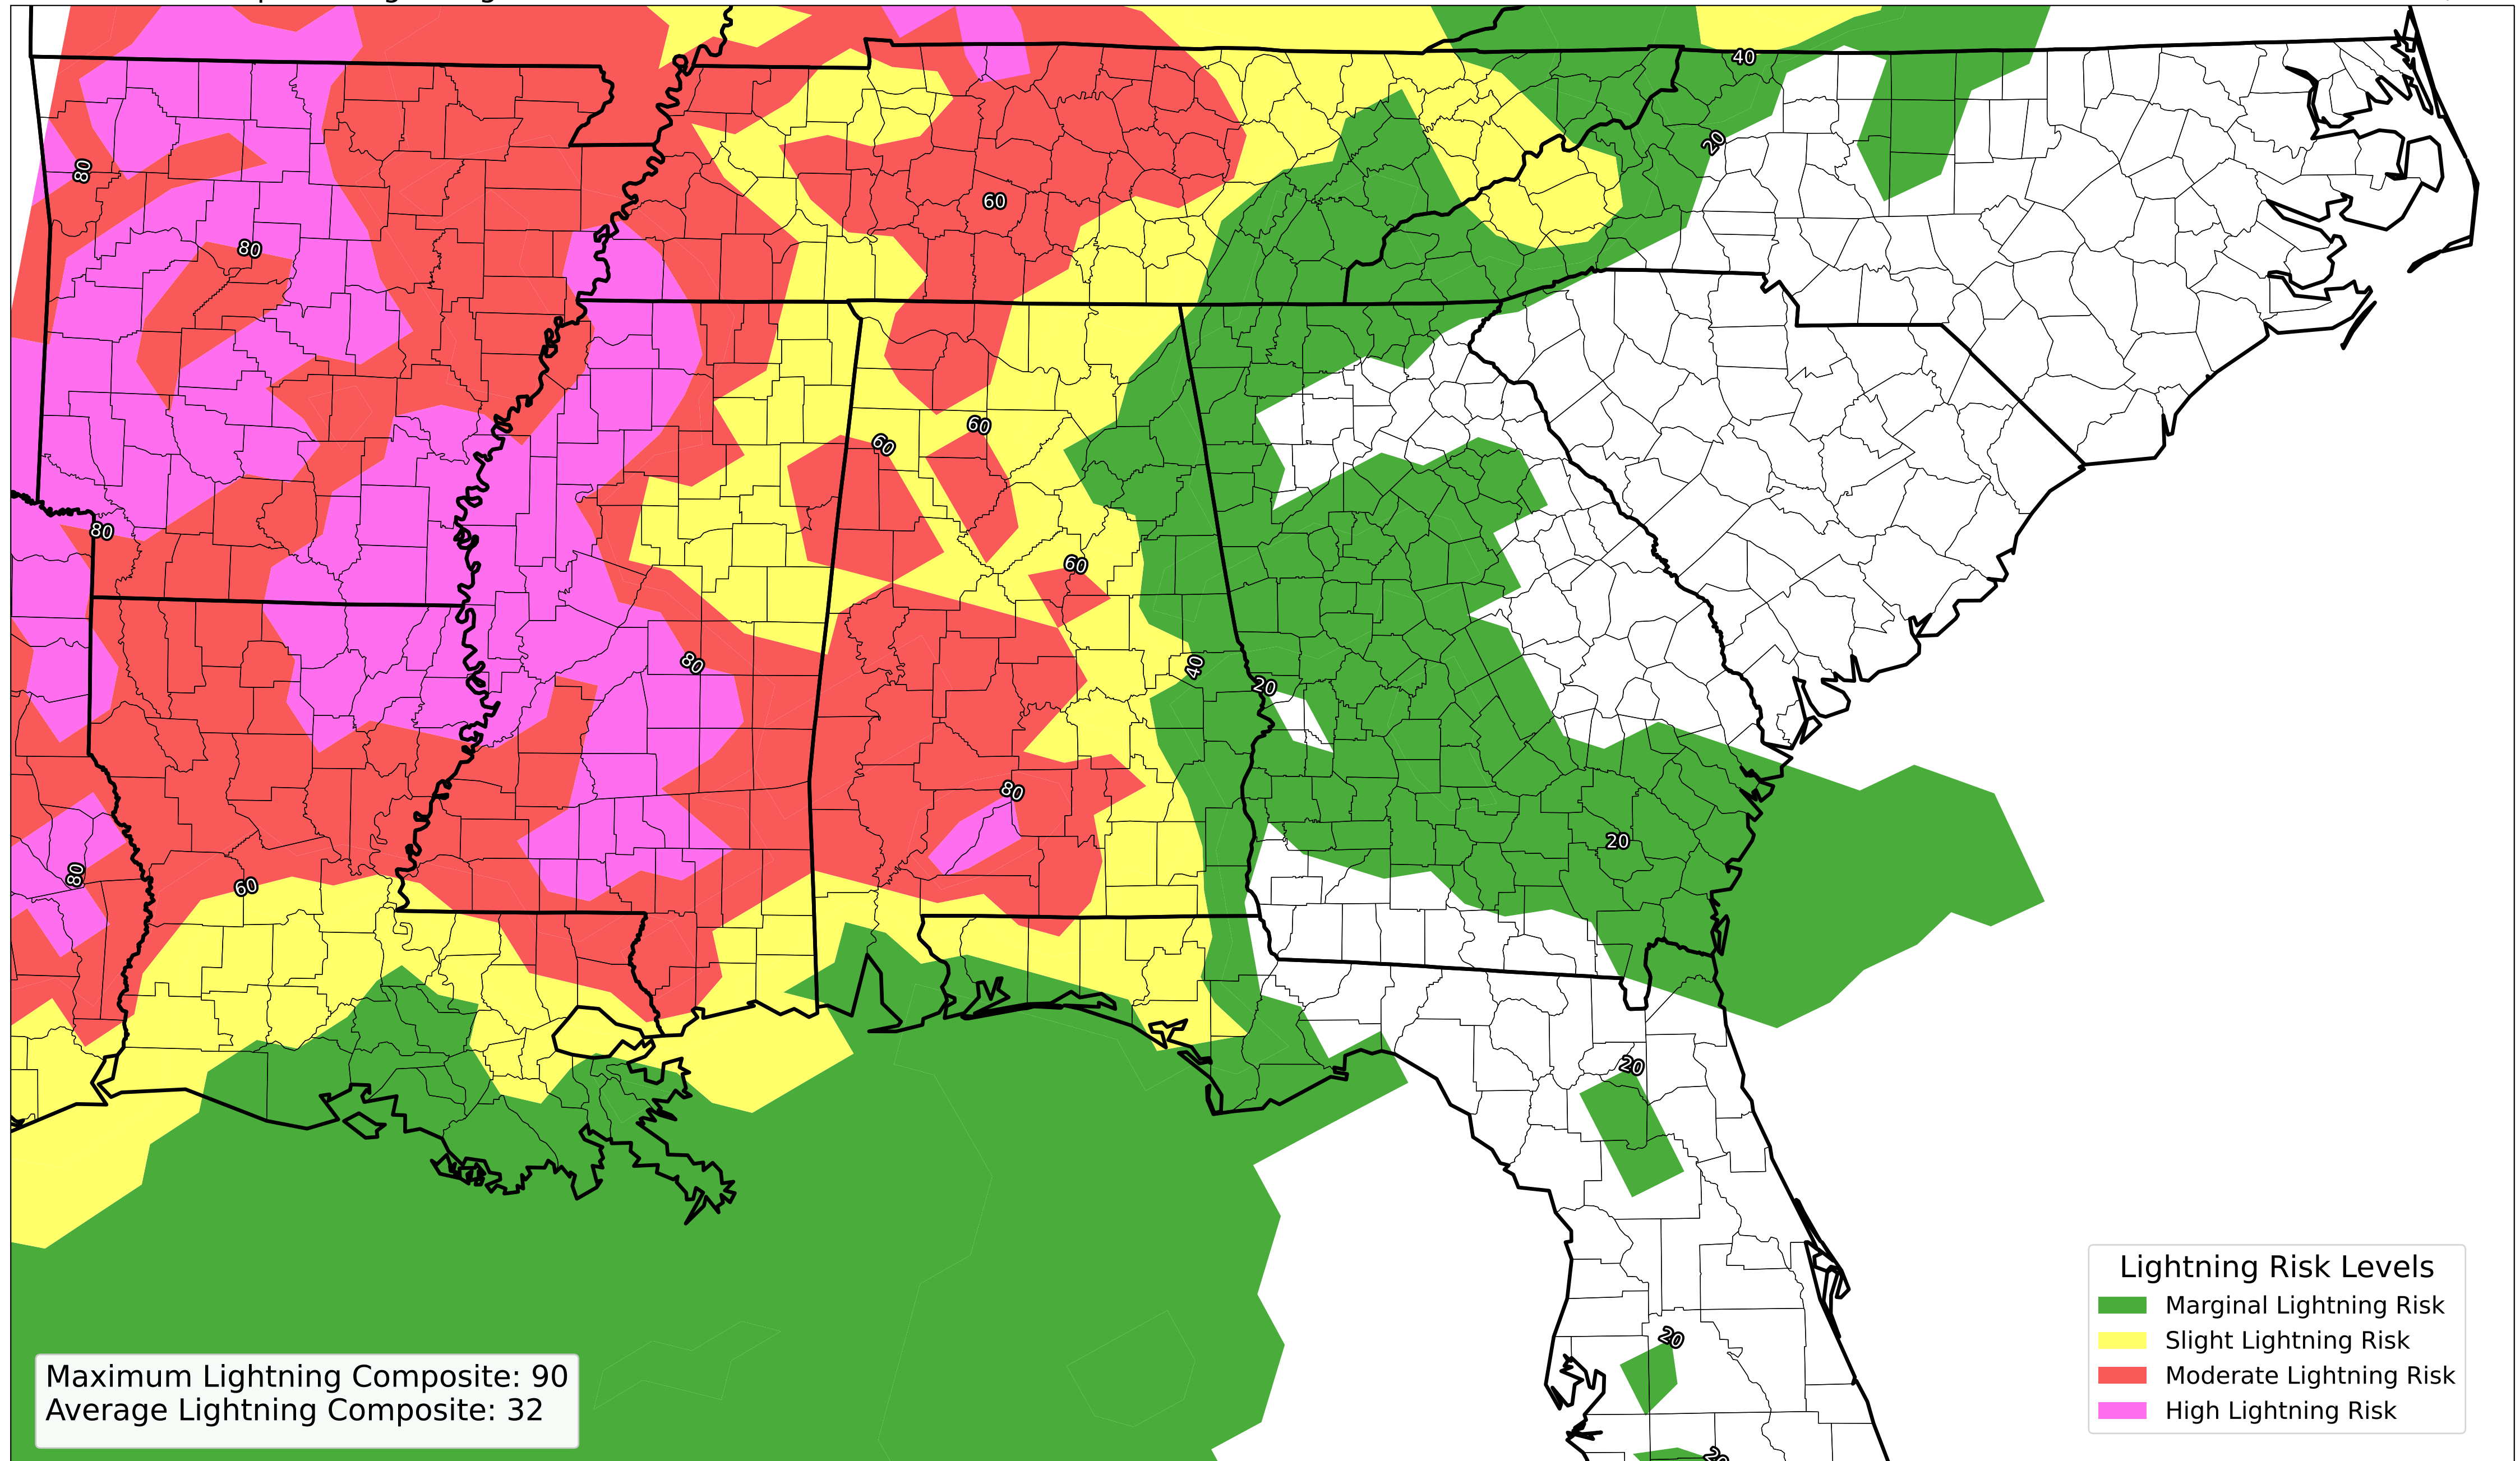 40
20
80
60
80
60
60
80
60
80
40
20
80
20
80
60
20
Lightning Risk Levels
Marginal Lightning Risk
Slight Lightning Risk
20
Maximum Lightning Composite: 90
Moderate Lightning Risk
Average Lightning Composite: 32
High Lightning Risk